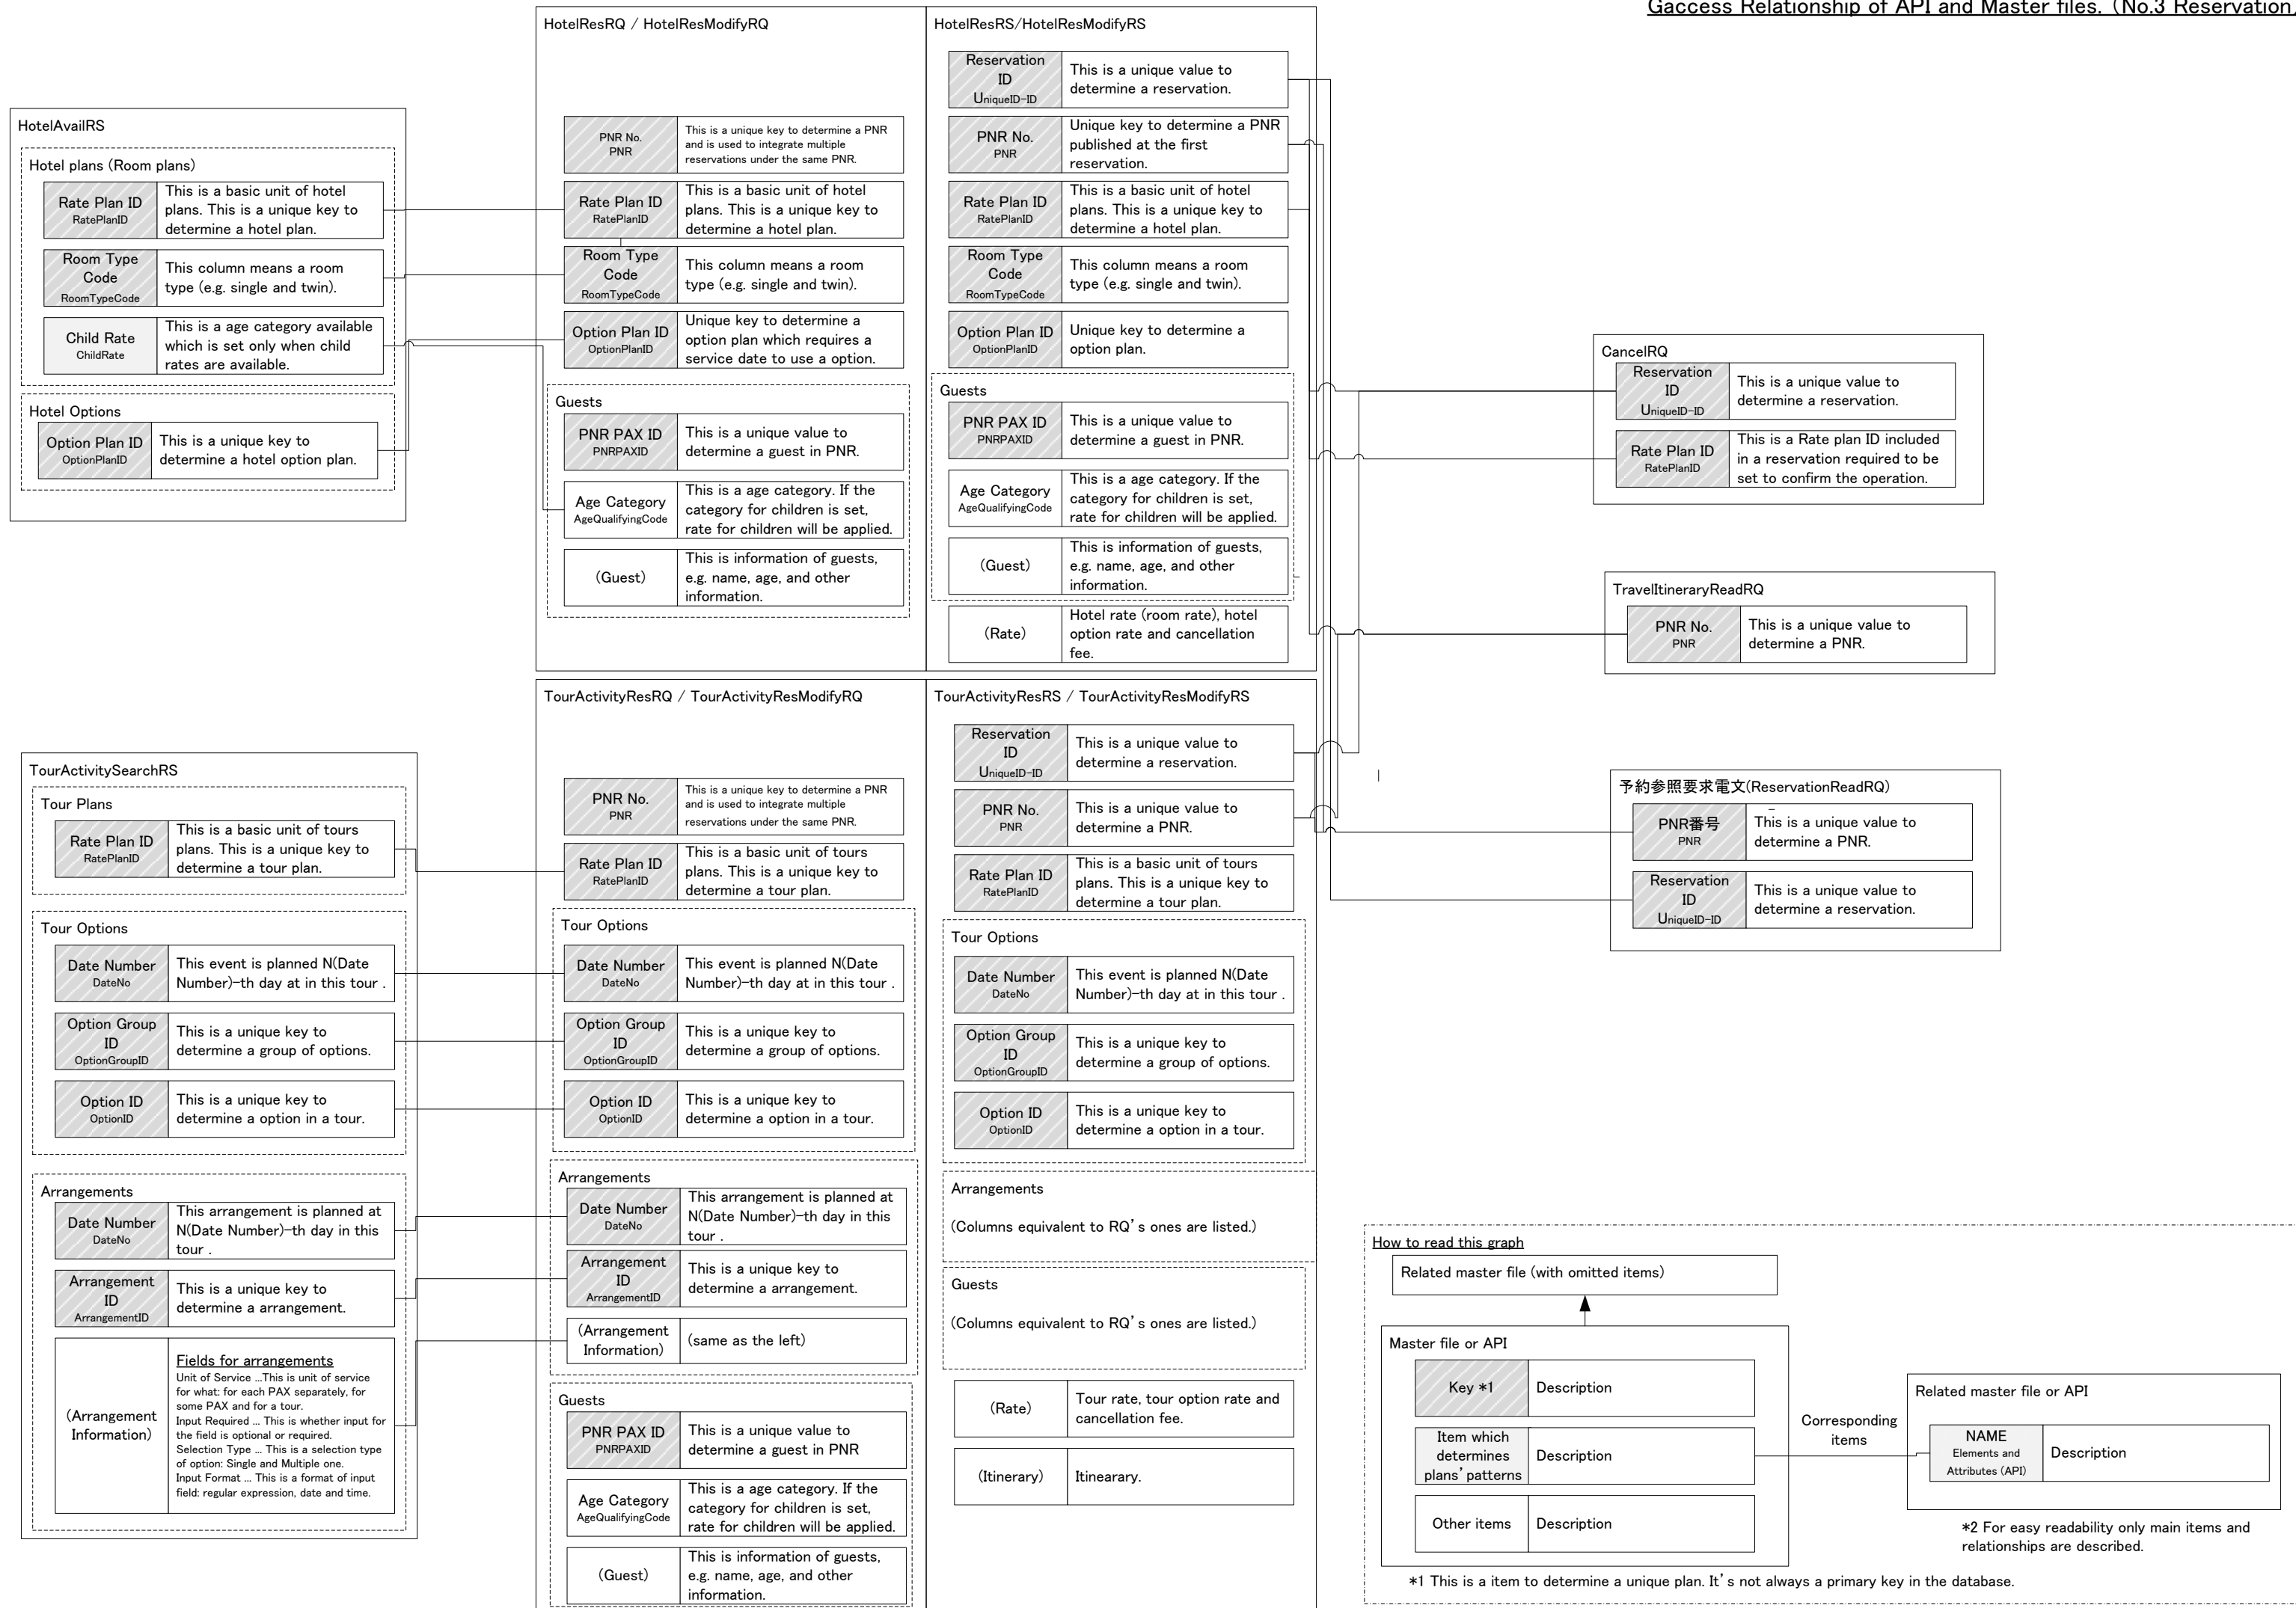 Gaccess Relationship of API and Master files. (No.3 Reservation)
HotelAvailRS
Hotel plans (Room plans)
Rate Plan ID
RatePlanID
This is a basic unit of hotel
plans. This is a unique key to
determine a hotel plan.
Room Type
Code
RoomTypeCode
This column means a room
type (e.g. single and twin).
Child Rate
ChildRate
This is a age category available
which is set only when child
rates are available.
Hotel Options
Option Plan ID
OptionPlanID
This is a unique key to
determine a hotel option plan.
HotelResRQ / HotelResModifyRQ
PNR No.
PNR
This is a unique key to determine a PNR
and is used to integrate multiple
reservations under the same PNR.
Rate Plan ID
RatePlanID
This is a basic unit of hotel
plans. This is a unique key to
determine a hotel plan.
Room Type
Code
RoomTypeCode
This column means a room
type (e.g. single and twin).
Option Plan ID
OptionPlanID
Unique key to determine a
option plan which requires a
service date to use a option.
Guests
PNR PAX ID
PNRPAXID
This is a unique value to
determine a guest in PNR.
Age Category
AgeQualifyingCode
This is a age category. If the
category for children is set,
rate for children will be applied.
(Guest)
This is information of guests,
e.g. name, age, and other
information.
HotelResRS/HotelResModifyRS
Reservation
ID
UniqueID-ID
This is a unique value to
determine a reservation.
PNR No.
PNR
Unique key to determine a PNR
published at the first
reservation.
Rate Plan ID
RatePlanID
This is a basic unit of hotel
plans. This is a unique key to
determine a hotel plan.
Room Type
Code
RoomTypeCode
This column means a room
type (e.g. single and twin).
Option Plan ID
OptionPlanID
Unique key to determine a
option plan.
Guests
PNR PAX ID
PNRPAXID
This is a unique value to
determine a guest in PNR.
Age Category
AgeQualifyingCode
This is a age category. If the
category for children is set,
rate for children will be applied.
(Guest)
This is information of guests,
e.g. name, age, and other
information.
(Rate)
Hotel rate (room rate), hotel
option rate and cancellation
fee.
CancelRQ
Reservation
ID
UniqueID-ID
This is a unique value to
determine a reservation.
Rate Plan ID
RatePlanID
This is a Rate plan ID included
in a reservation required to be
set to confirm the operation.
TravelItineraryReadRQ
PNR No.
PNR
This is a unique value to
determine a PNR.
予約参照要求電文(ReservationReadRQ)
PNR番号
PNR
This is a unique value to
determine a PNR.
Reservation
ID
UniqueID-ID
This is a unique value to
determine a reservation.
TourActivitySearchRS
Tour Plans
Rate Plan ID
RatePlanID
This is a basic unit of tours
plans. This is a unique key to
determine a tour plan.
Tour Options
Date Number
DateNo
This event is planned N(Date
Number)-th day at in this tour .
Option Group
ID
OptionGroupID
This is a unique key to
determine a group of options.
Option ID
OptionID
This is a unique key to
determine a option in a tour.
Arrangements
Date Number
DateNo
This arrangement is planned at
N(Date Number)-th day in this
tour .
Arrangement
ID
ArrangementID
This is a unique key to
determine a arrangement.
(Arrangement
Information)
Fields for arrangements
Unit of Service ...This is unit of service
for what: for each PAX separately, for
some PAX and for a tour.
Input Required ... This is whether input for
the field is optional or required.
Selection Type ... This is a selection type
of option: Single and Multiple one.
Input Format ... This is a format of input
field: regular expression, date and time.
TourActivityResRQ / TourActivityResModifyRQ
PNR No.
PNR
This is a unique key to determine a PNR
and is used to integrate multiple
reservations under the same PNR.
Rate Plan ID
RatePlanID
This is a basic unit of tours
plans. This is a unique key to
determine a tour plan.
Tour Options
Date Number
DateNo
This event is planned N(Date
Number)-th day at in this tour .
Option Group
ID
OptionGroupID
This is a unique key to
determine a group of options.
Option ID
OptionID
This is a unique key to
determine a option in a tour.
Arrangements
Date Number
DateNo
This arrangement is planned at
N(Date Number)-th day in this
tour .
Arrangement
ID
ArrangementID
This is a unique key to
determine a arrangement.
(Arrangement
Information)
(same as the left)
Guests
PNR PAX ID
PNRPAXID
This is a unique value to
determine a guest in PNR
Age Category
AgeQualifyingCode
This is a age category. If the
category for children is set,
rate for children will be applied.
(Guest)
This is information of guests,
e.g. name, age, and other
information.
TourActivityResRS / TourActivityResModifyRS
Reservation
ID
UniqueID-ID
This is a unique value to
determine a reservation.
PNR No.
PNR
This is a unique value to
determine a PNR.
Rate Plan ID
RatePlanID
This is a basic unit of tours
plans. This is a unique key to
determine a tour plan.
Tour Options
Date Number
DateNo
This event is planned N(Date
Number)-th day at in this tour .
Option Group
ID
OptionGroupID
This is a unique key to
determine a group of options.
Option ID
OptionID
This is a unique key to
determine a option in a tour.
Arrangements
(Columns equivalent to RQ's ones are listed.)
Guests
(Columns equivalent to RQ's ones are listed.)
(Rate)
Tour rate, tour option rate and
cancellation fee.
(Itinerary)
Itinearary.
How to read this graph
Related master file (with omitted items)
Master file or API
Key *1
Description
Item which
determines
plans' patterns
Description
Other items
Description
Corresponding
items
Related master file or API
NAME
Elements and
Attributes (API)
Description
*2 For easy readability only main items and
relationships are described.
*1 This is a item to determine a unique plan. It's not always a primary key in the database.